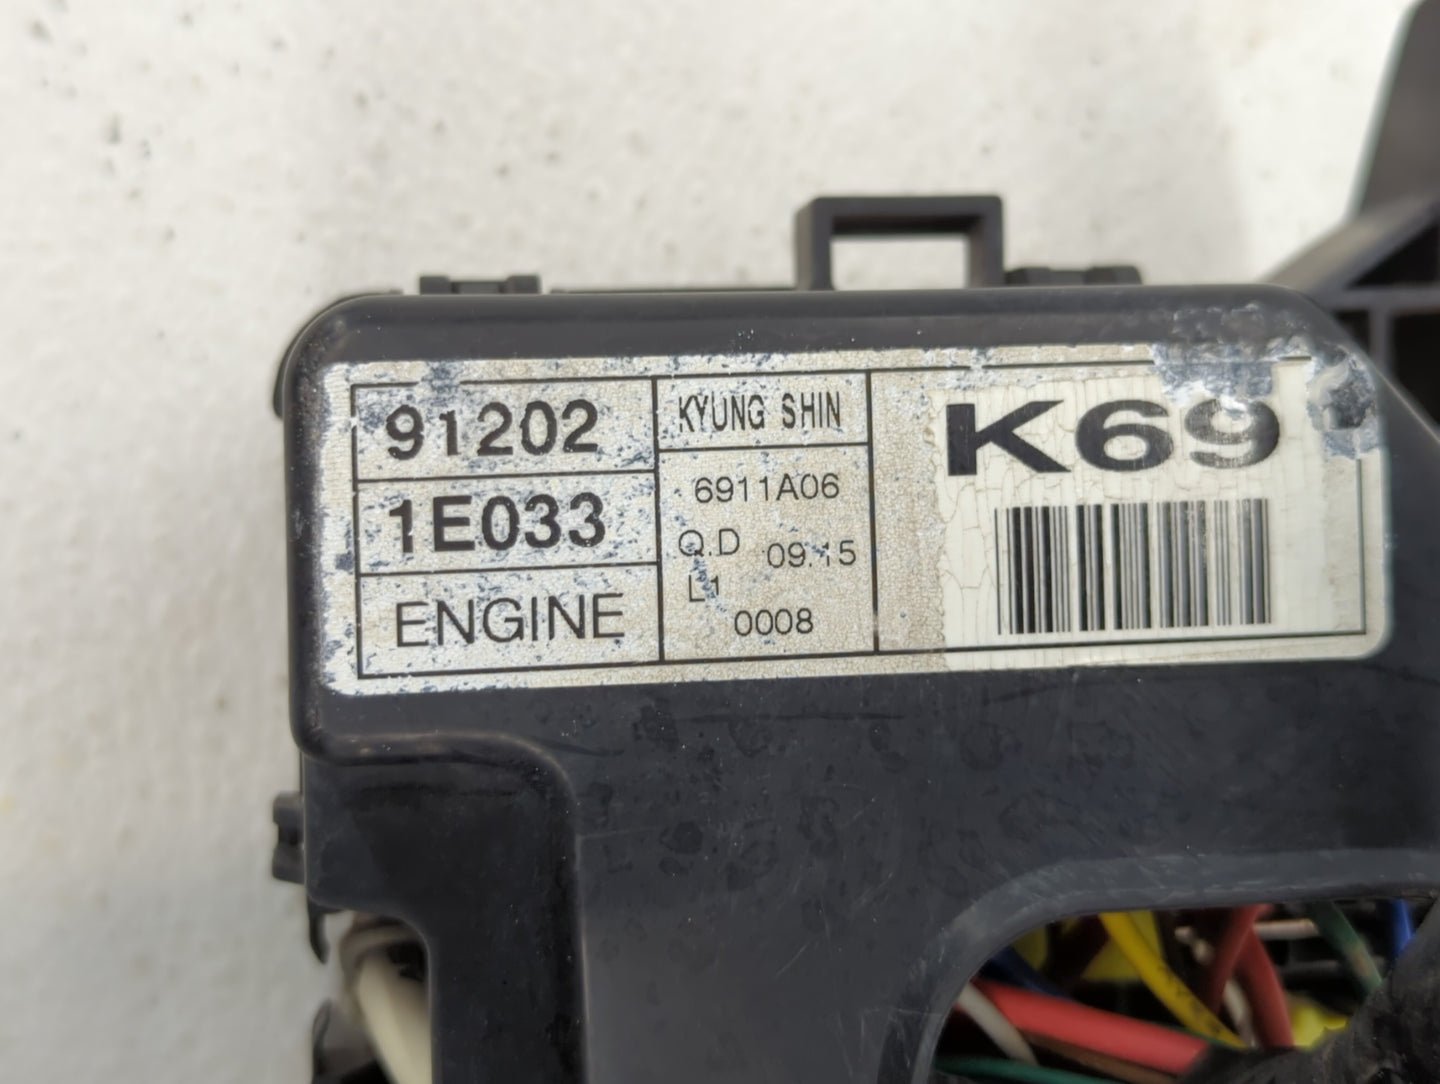 91202
1E033
ENGINE
KYUNG SHIN
6911A06
Q.D 09.15
L1
0008
K69